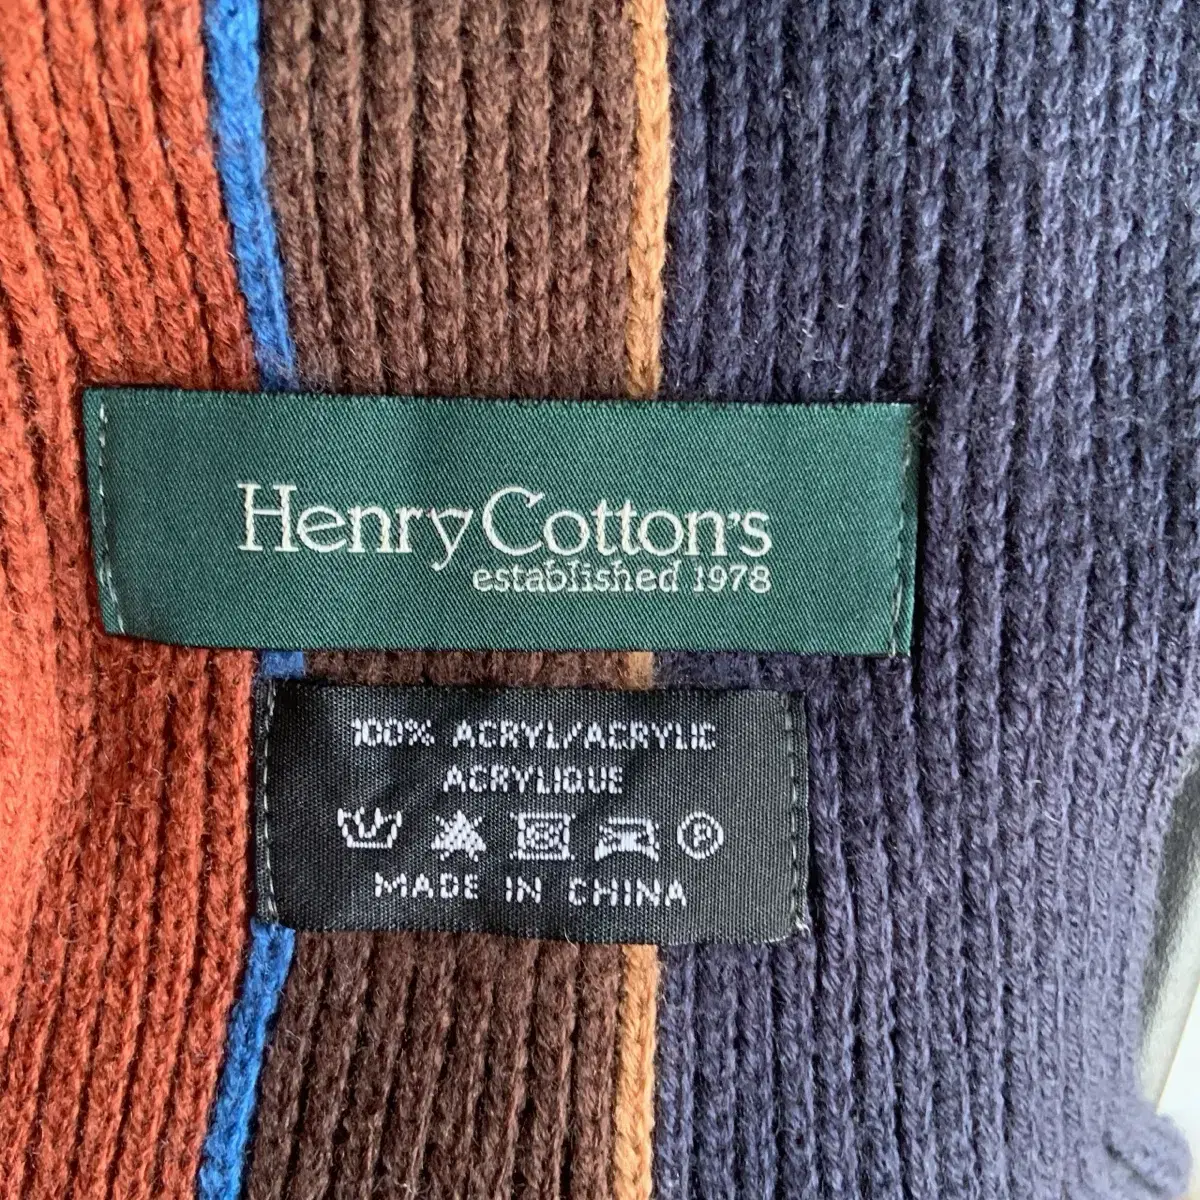 Henry Cotton's
established 1978
100% ACRYL/ACRYLIC
ACRYLIQUE
P
MADE IN CHINA